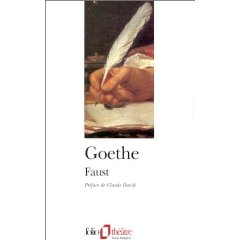 Goethe
Faust
Préface de Claude David
folio théâtre